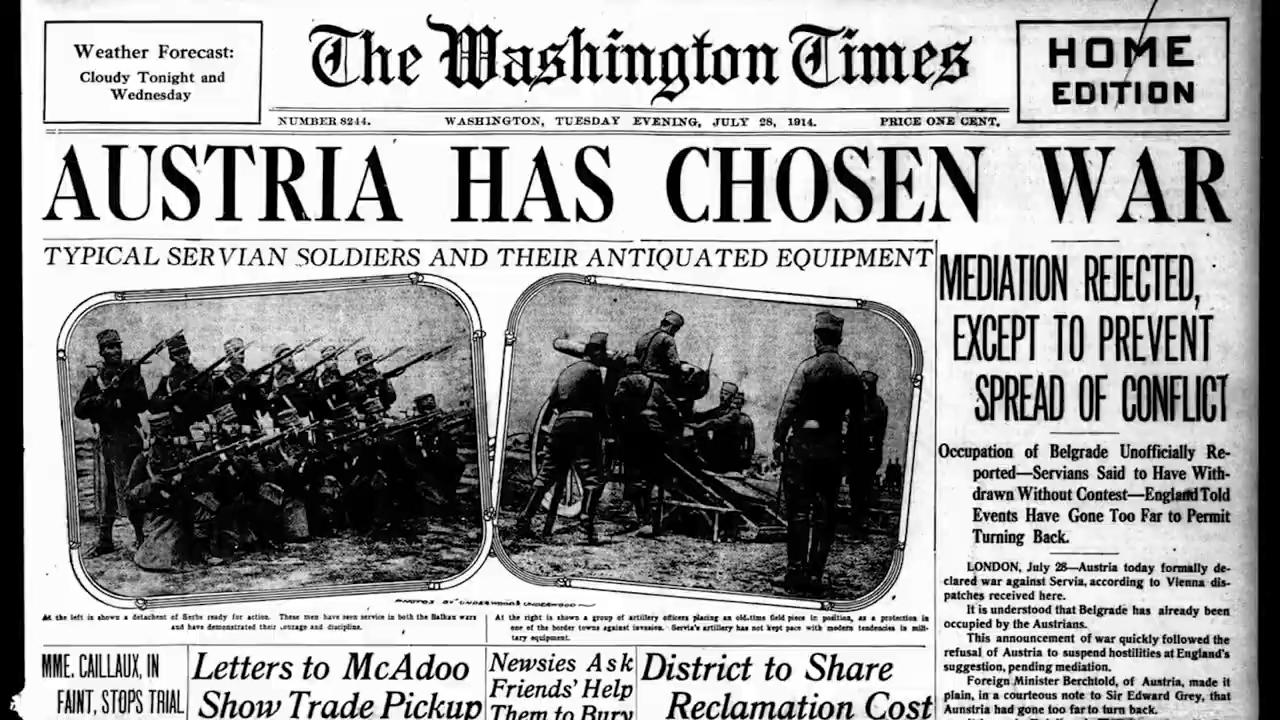 Weather Forecast:
Cloudy Tonight and
Wednesday
The Washington Times
HOME
EDITION
NUMBER 8244.
WASHINGTON, TUESDAY EVENING, JULY 28, 1914.
PRICE ONE CENT.
AUSTRIA HAS CHOSEN WAR
TYPICAL SERVIAN SOLDIERS AND THEIR ANTIQUATED EQUIPMENT
PHOTOS BY UNDERWOOD & UNDERWOOD
At the left is shown a detachment of Serbs ready for action. These men have seen service in both the Balkan wars
and have demonstrated their courage and discipline.
At the right is shown a group of artillery officers placing an old-time field piece in position, as a protection in
one of the border towns against invasion. Servia's artillery has not kept pace with modern tendencies in mili-
tary equipment.
MEDIATION REJECTED,
EXCEPT TO PREVENT
SPREAD OF CONFLICT
Occupation of Belgrade Unofficially Re-
ported—Servians Said to Have With-
drawn Without Contest—England Told
Events Have Gone Too Far to Permit
Turning Back.
LONDON, July 28—Austria today formally de-
clared war against Servia, according to Vienna dis-
patches received here.
It is understood that Belgrade has already been
occupied by the Austrians.
This announcement of war quickly followed the
refusal of Austria to suspend hostilities at England's
suggestion, pending mediation.
Foreign Minister Berchtold, of Austria, made it
plain, in a courteous note to Sir Edward Grey, that
Austria had gone too far to turn back.
MME. CAILLAUX, IN
FAINT, STOPS TRIAL
Letters to McAdoo
Show Trade Pickup
Newsies Ask
Friends' Help
Them to Bury
District to Share
Reclamation Cost